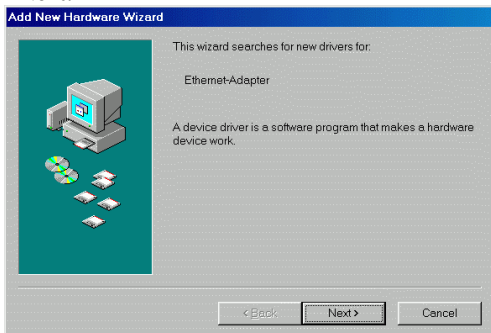 Add New Hardware Wizard
This wizard searches for new drivers for:
Ethernet-Adapter
A device driver is a software program that makes a hardware
device work.
< Back
Next >
Cancel